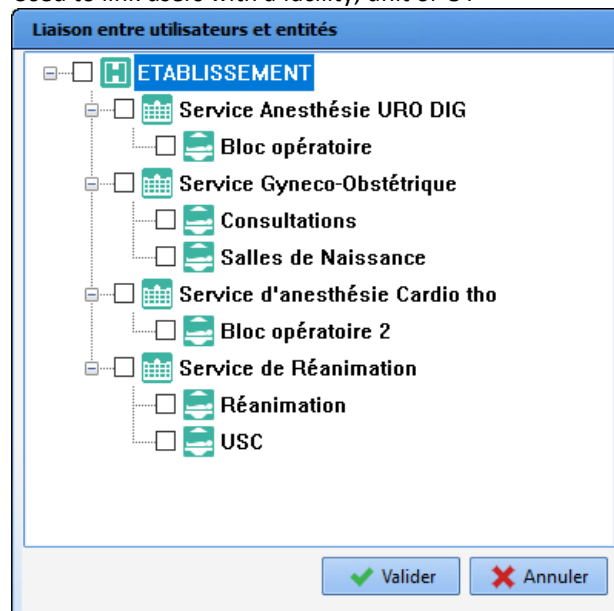 Liaison entre utilisateurs et entités
ETABLISSEMENT
Service Anesthésie URO DIG
Bloc opératoire
Service Gyneco-Obstétrique
Consultations
Salles de Naissance
Service d'anesthésie Cardio tho
Bloc opératoire 2
Service de Réanimation
Réanimation
USC
Valider
Annuler